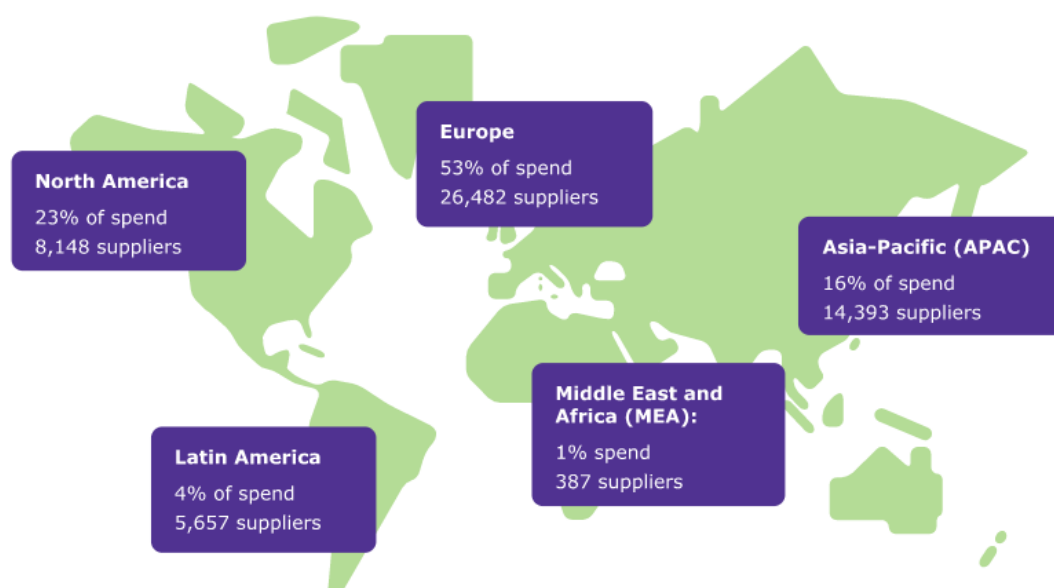 Europe
53% of spend
26,482 suppliers
North America
23% of spend
8,148 suppliers
Asia-Pacific (APAC)
16% of spend
14,393 suppliers
Middle East and
Africa (MEA):
1% spend
387 suppliers
Latin America
4% of spend
5,657 suppliers